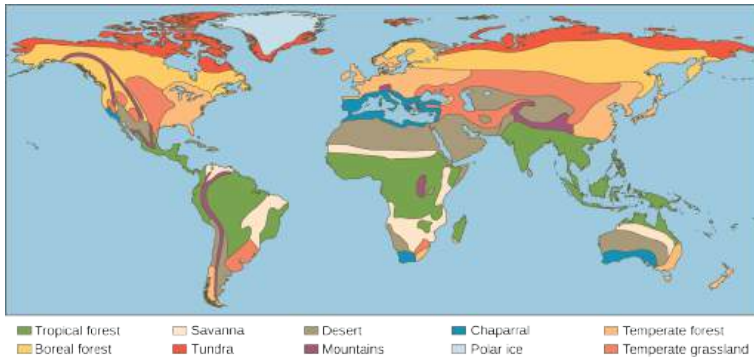 Tropical forest Savanna Desert Chaparral Temperate forest
Boreal forest Tundra Mountains Polar ice Temperate grassland